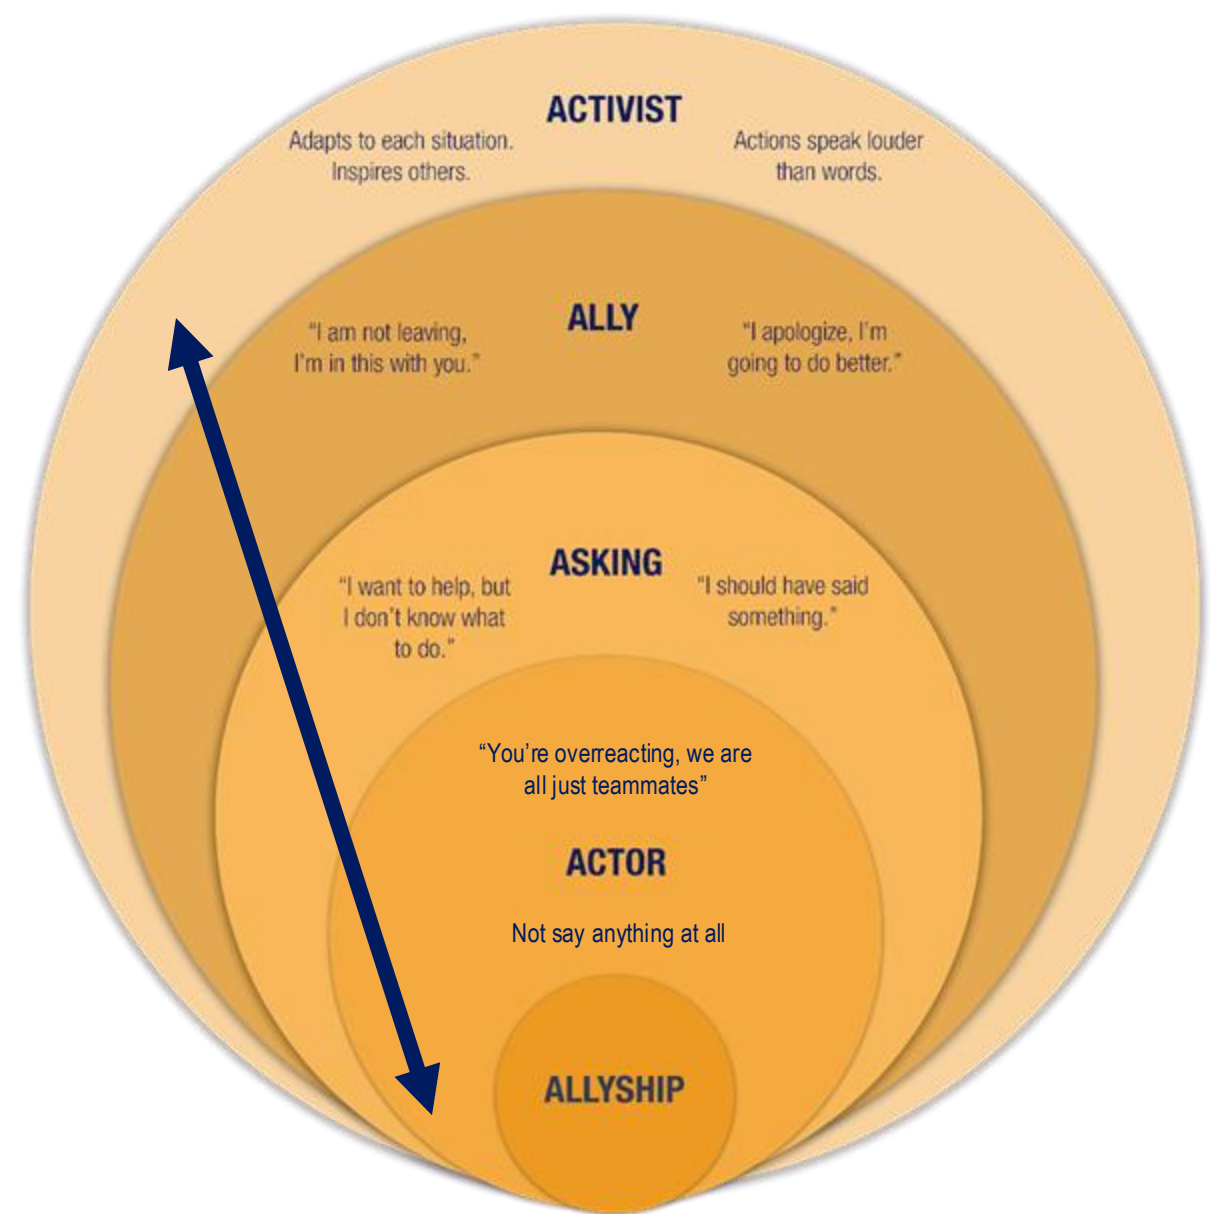 ACTIVIST
Adapts to each situation.
Inspires others.
Actions speak louder
than words.
ALLY
“I am not leaving,
I’m in this with you.”
“I apologize, I’m
going to do better.”
ASKING
“I want to help, but
I don’t know what
to do.”
“I should have said
something.”
“You’re overreacting, we are
all just teammates”
ACTOR
Not say anything at all
ALLYSHIP